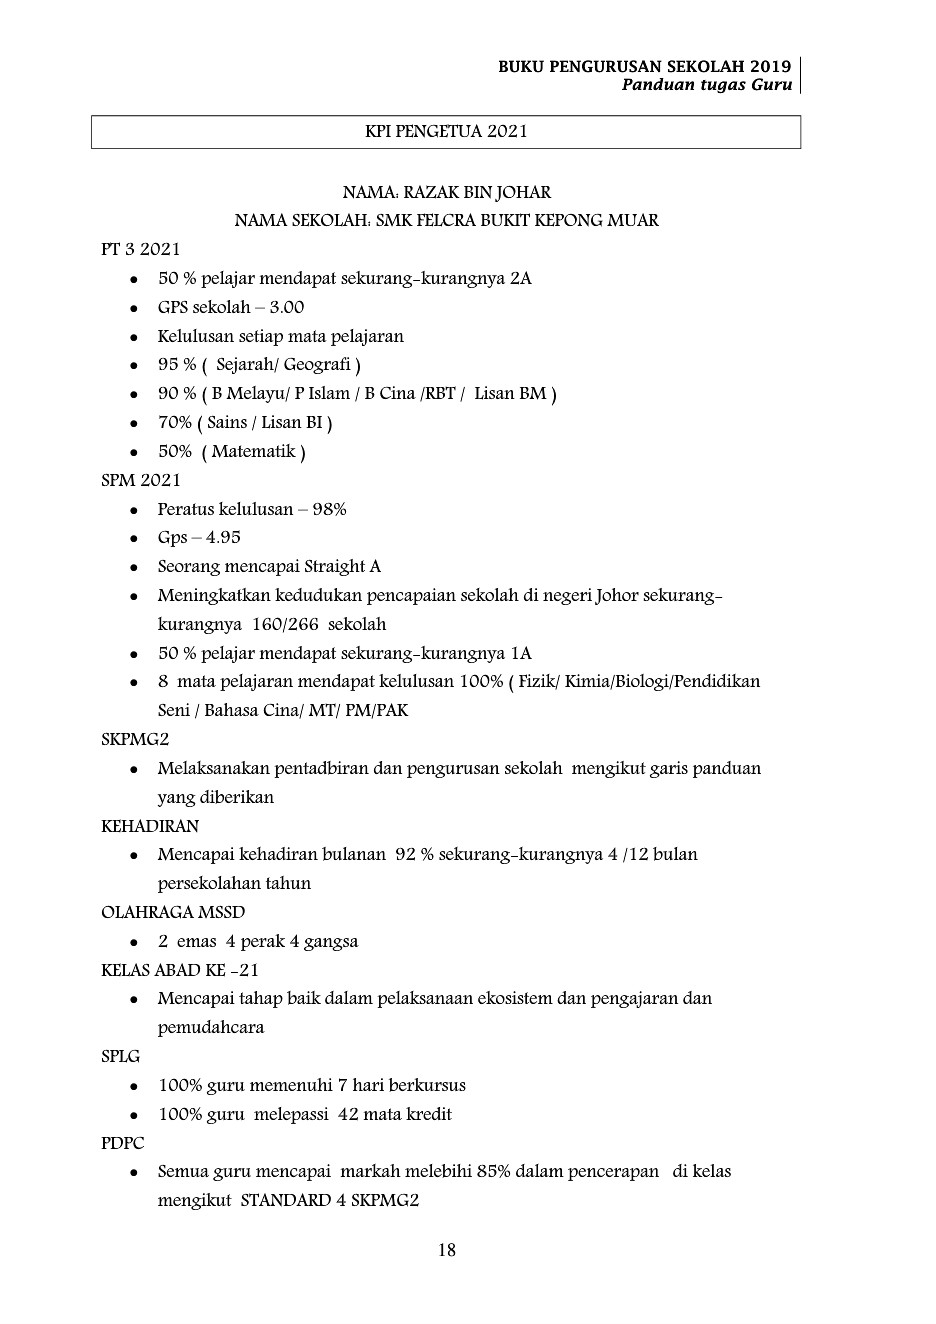 BUKU PENGURUSAN SEKOLAH 2019
Panduan tugas Guru
KPI PENGETUA 2021
NAMA: RAZAK BIN JOHAR
NAMA SEKOLAH: SMK FELCRA BUKIT KEPONG MUAR
PT 3 2021
● 50 % pelajar mendapat sekurang-kurangnya 2A
● GPS sekolah – 3.00
● Kelulusan setiap mata pelajaran
● 95 % ( Sejarah/ Geografi )
● 90 % ( B Melayu/ P Islam / B Cina /RBT / Lisan BM )
● 70% ( Sains / Lisan BI )
● 50% ( Matematik )
SPM 2021
● Peratus kelulusan – 98%
● Gps – 4.95
● Seorang mencapai Straight A
● Meningkatkan kedudukan pencapaian sekolah di negeri Johor sekurang-
kurangnya 160/266 sekolah
● 50 % pelajar mendapat sekurang-kurangnya 1A
● 8 mata pelajaran mendapat kelulusan 100% ( Fizik/ Kimia/Biologi/Pendidikan
Seni / Bahasa Cina/ MT/ PM/PAK
SKPMG2
● Melaksanakan pentadbiran dan pengurusan sekolah mengikut garis panduan
yang diberikan
KEHADIRAN
● Mencapai kehadiran bulanan 92 % sekurang-kurangnya 4 /12 bulan
persekolahan tahun
OLAHRAGA MSSD
● 2 emas 4 perak 4 gangsa
KELAS ABAD KE -21
● Mencapai tahap baik dalam pelaksanaan ekosistem dan pengajaran dan
pemudahcara
SPLG
● 100% guru memenuhi 7 hari berkursus
● 100% guru melepassi 42 mata kredit
PDPC
● Semua guru mencapai markah melebihi 85% dalam pencerapan di kelas
mengikut STANDARD 4 SKPMG2
18